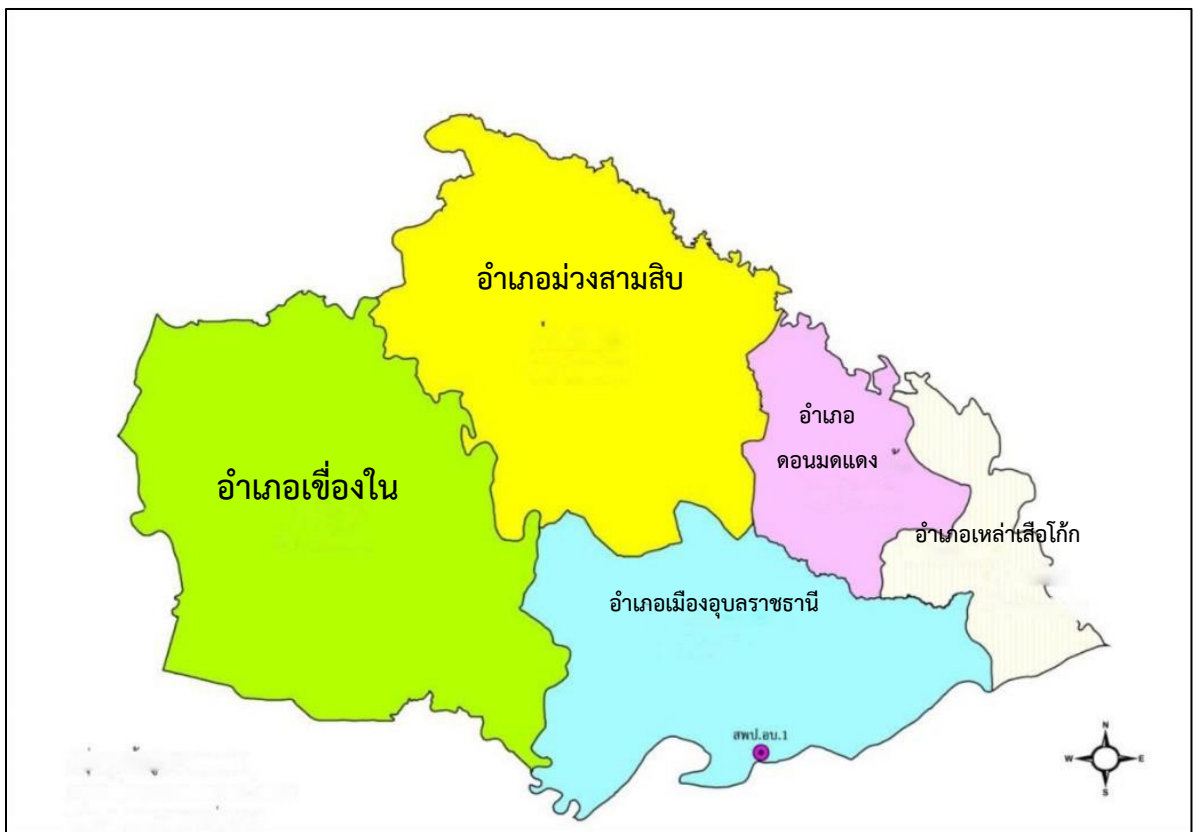 อำเภอม่วงสามสิบ
อำเภอ
ดอนมดแดง
อำเภอเขื่องใน
อำเภอเหล่าเสือโก้ก
อำเภอเมืองอุบลราชธานี
สพป.อบ.1
N
W
E
S